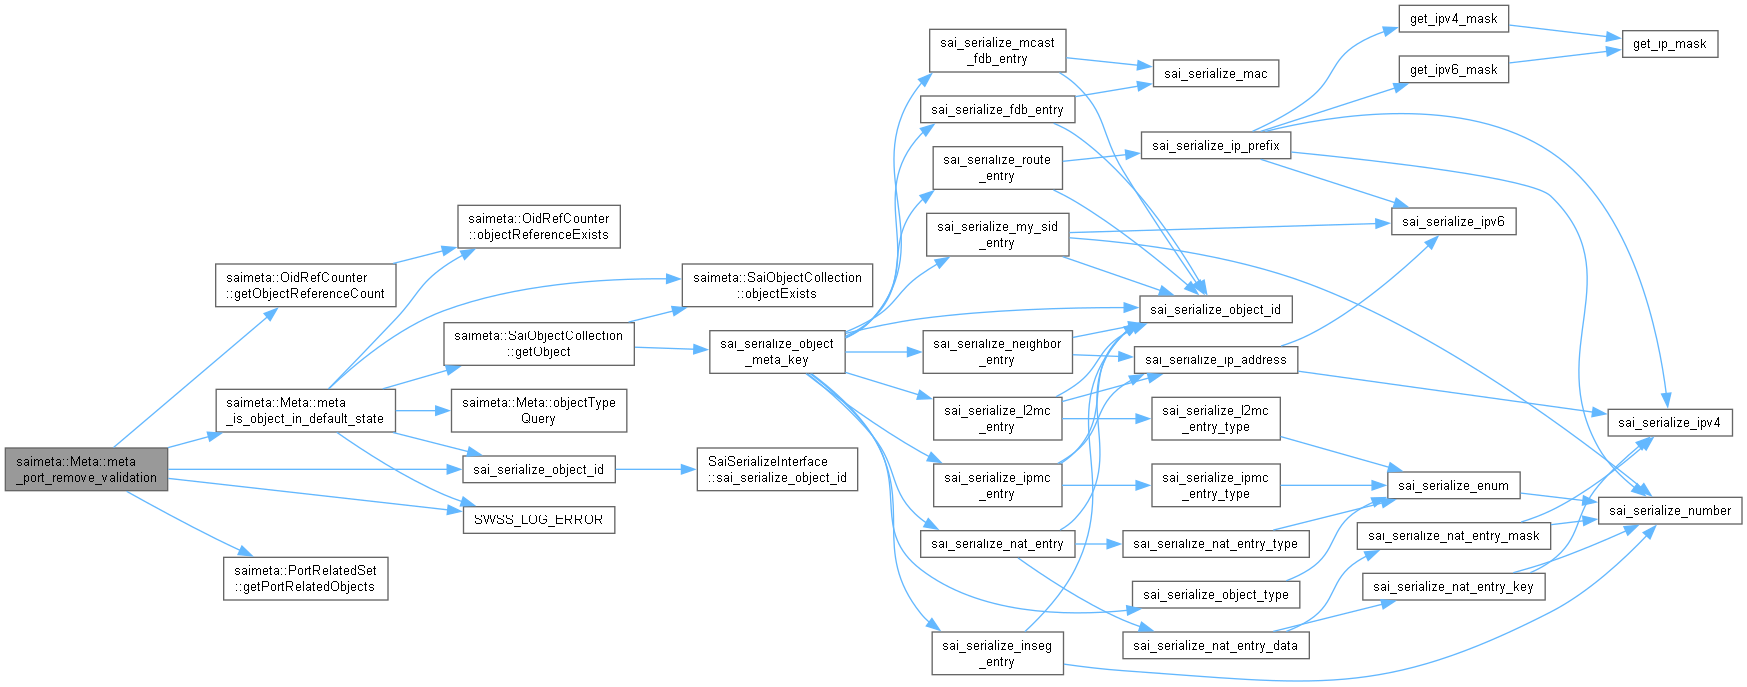 saimeta::Meta::meta
_port_remove_validation
saimeta::OidRefCounter
::getObjectReferenceCount
saimeta::Meta::meta
_is_object_in_default_state
saimeta::PortRelatedSet
::getPortRelatedObjects
saimeta::OidRefCounter
::objectReferenceExists
saimeta::SaiObjectCollection
::getObject
saimeta::Meta::objectType
Query
sai_serialize_object_id
SWSS_LOG_ERROR
saimeta::SaiObjectCollection
::objectExists
sai_serialize_object
_meta_key
SaiSerializeInterface
::sai_serialize_object_id
sai_serialize_mcast
_fdb_entry
sai_serialize_fdb_entry
sai_serialize_route
_entry
sai_serialize_my_sid
_entry
sai_serialize_neighbor
_entry
sai_serialize_l2mc
_entry
sai_serialize_ipmc
_entry
sai_serialize_nat_entry
sai_serialize_inseg
_entry
sai_serialize_mac
sai_serialize_ip_prefix
sai_serialize_object_id
sai_serialize_ip_address
sai_serialize_l2mc
_entry_type
sai_serialize_ipmc
_entry_type
sai_serialize_nat_entry_type
sai_serialize_object_type
sai_serialize_nat_entry_data
get_ipv4_mask
get_ipv6_mask
sai_serialize_ipv6
sai_serialize_enum
sai_serialize_nat_entry_mask
sai_serialize_nat_entry_key
get_ip_mask
sai_serialize_ipv4
sai_serialize_number